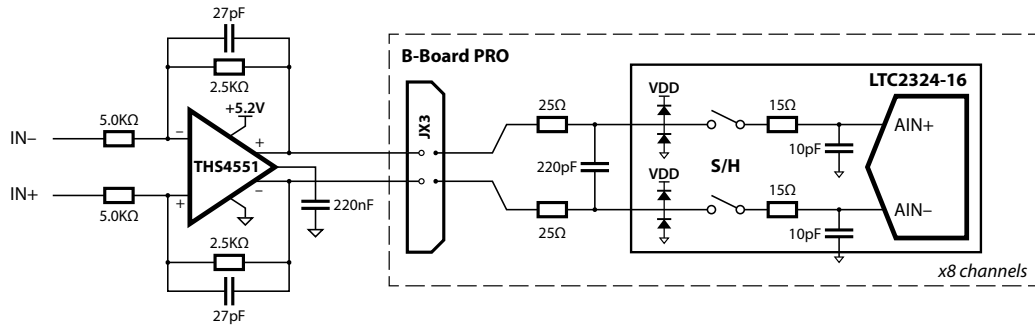 27pF
2.5KΩ
+5.2V
5.0KΩ
IN−
−
+
THS4551
IN+
5.0KΩ
+
−
220nF
2.5KΩ
27pF
B-Board PRO
JX3
25Ω
220pF
25Ω
LTC2324-16
VDD
15Ω
AIN+
10pF
S/H
VDD
15Ω
AIN−
10pF
x8 channels